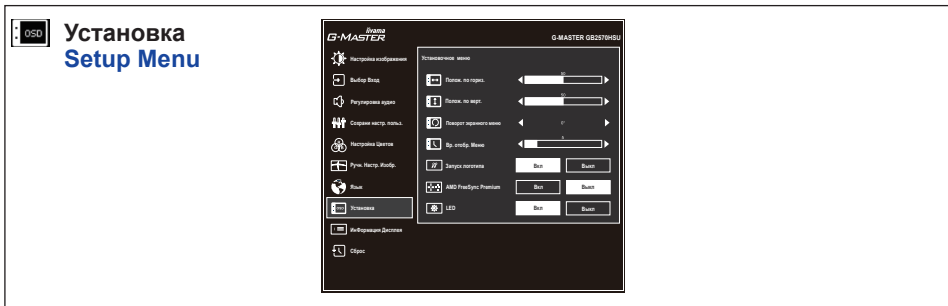 OSD
Установка
Setup Menu
iiyama
G-MASTER
G-MASTER GB2570HSU
Настройка изображения
Выбор Вход
Регулировка аудио
Сохрани настр. польз.
Настройка Цветов
Ручн. Настр. Изобр.
Язык
Установка
ИнФормация Дисплея
Сброс
Установочное меню
Полож. по гориз.
50
Полож. по верт.
50
Поворот экранного меню
0°
Вр. отобр. Меню
Запуск логотипа
Вкл
Выкл
AMD FreeSync Premium
Вкл
Выкл
LED
Вкл
Выкл